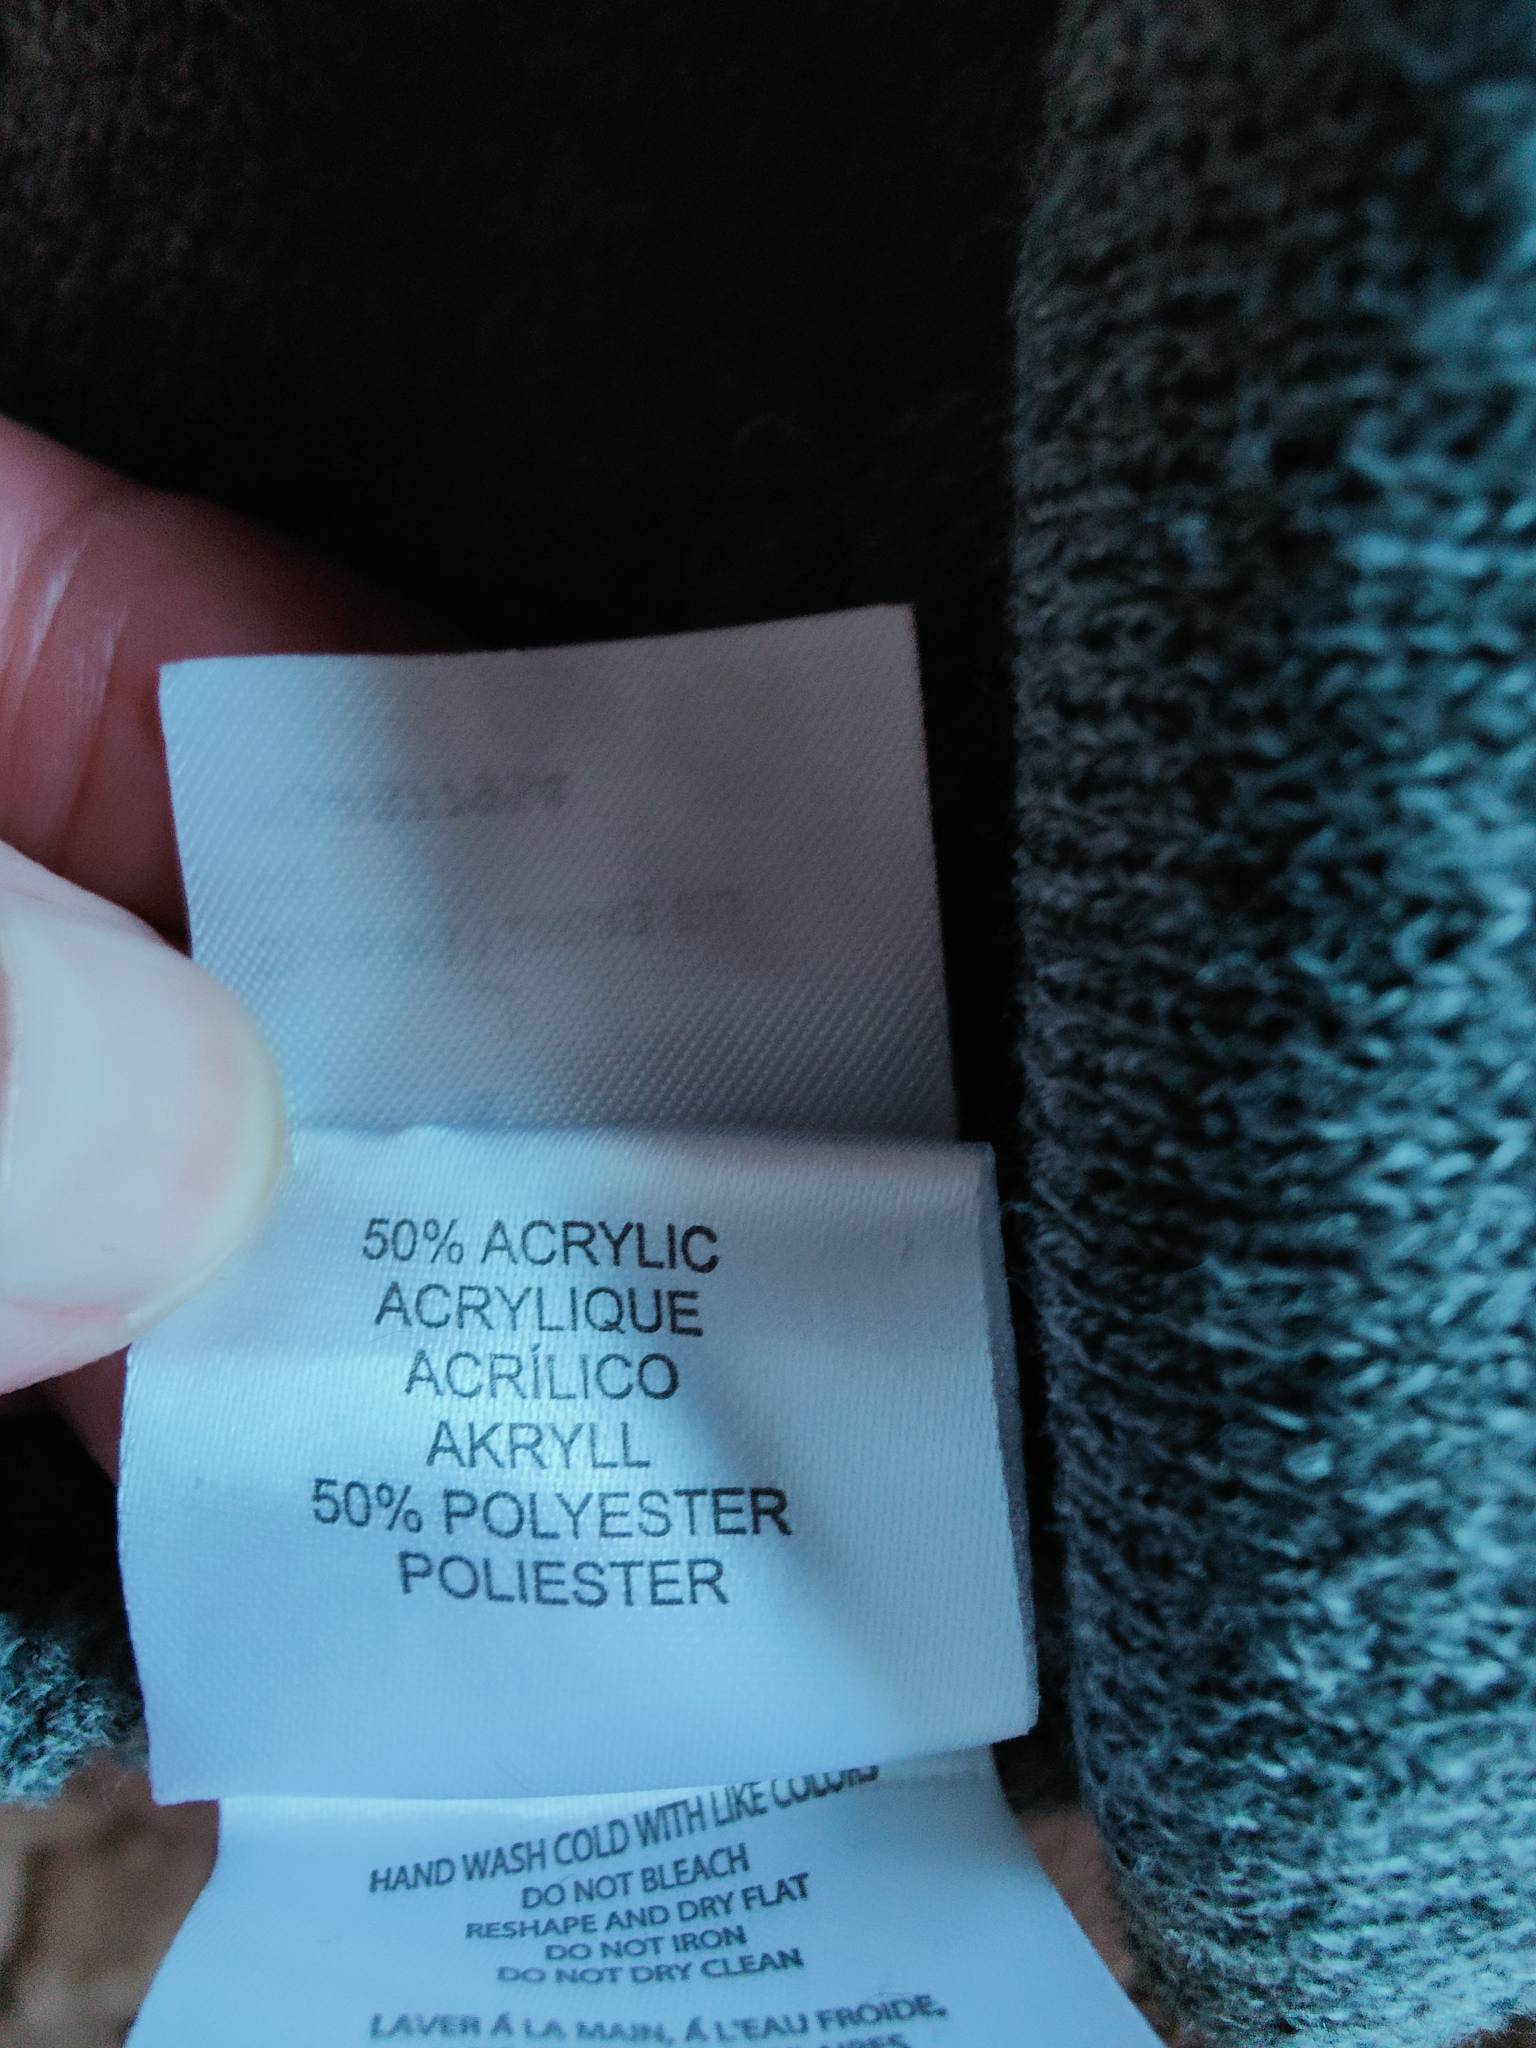 50% ACRYLIC
ACRYLIQUE
ACRÍLICO
AKRYLL
50% POLYESTER
POLIESTER
HAND WASH COLD WITH LIKE COLORS
DO NOT BLEACH
RESHAPE AND DRY FLAT
DO NOT IRON
DO NOT DRY CLEAN
LAVER Á LA MAIN, Á L'EAU FROIDE,